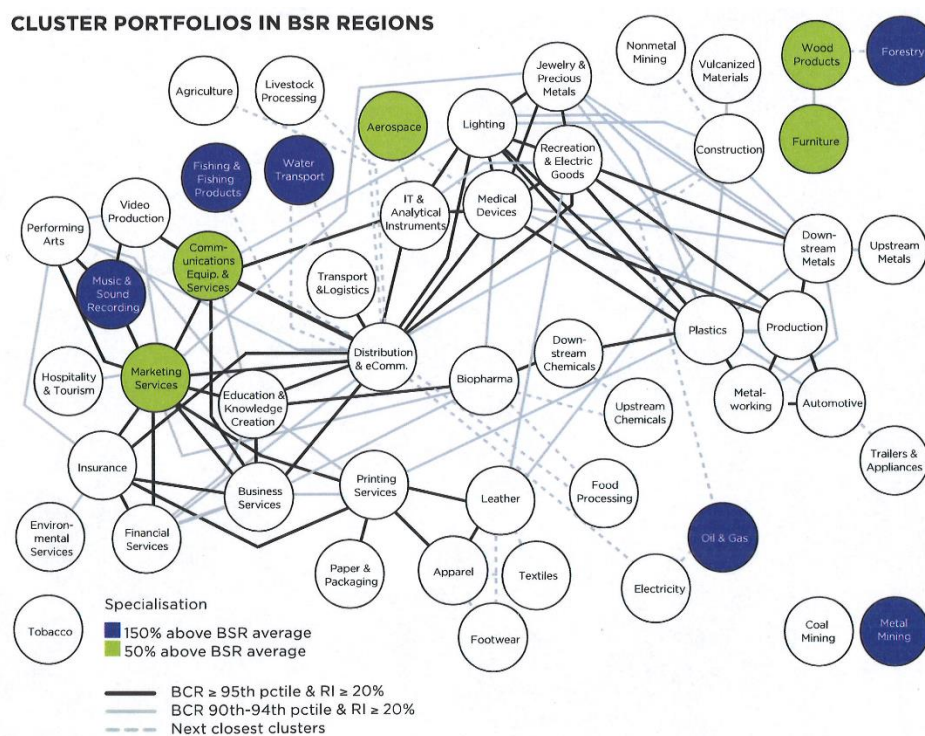 CLUSTER PORTFOLIOS IN BSR REGIONS
Agriculture
Livestock
Processing
Aerospace
Fishing &
Fishing
Products
Water
Transport
Jewelry &
Precious
Metals
Lighting
Recreation
& Electric
Goods
Nonmetal
Mining
Vulcanized
Materials
Construction
Wood
Products
Forestry
Furniture
Video
Production
Performing
Arts
Music &
Sound
Recording
Comm-
unications
Equip. &
Services
IT &
Analytical
Instruments
Medical
Devices
Transport
&Logistics
Down-
stream
Metals
Upstream
Metals
Hospitality
& Tourism
Marketing
Services
Education &
Knowledge
Creation
Distribution
& eComm.
Biopharma
Down-
stream
Chemicals
Plastics
Production
Metal-
working
Automotive
Upstream
Chemicals
Trailers &
Appliances
Insurance
Business
Services
Printing
Services
Leather
Food
Processing
Environ-
mental
Services
Financial
Services
Paper &
Packaging
Apparel
Textiles
Footwear
Electricity
Oil & Gas
Tobacco
Coal
Mining
Metal
Mining
Specialisation
150% above BSR average
50% above BSR average
BCR ≥ 95th pctile & RI ≥ 20%
BCR 90th-94th pctile & RI ≥ 20%
Next closest clusters